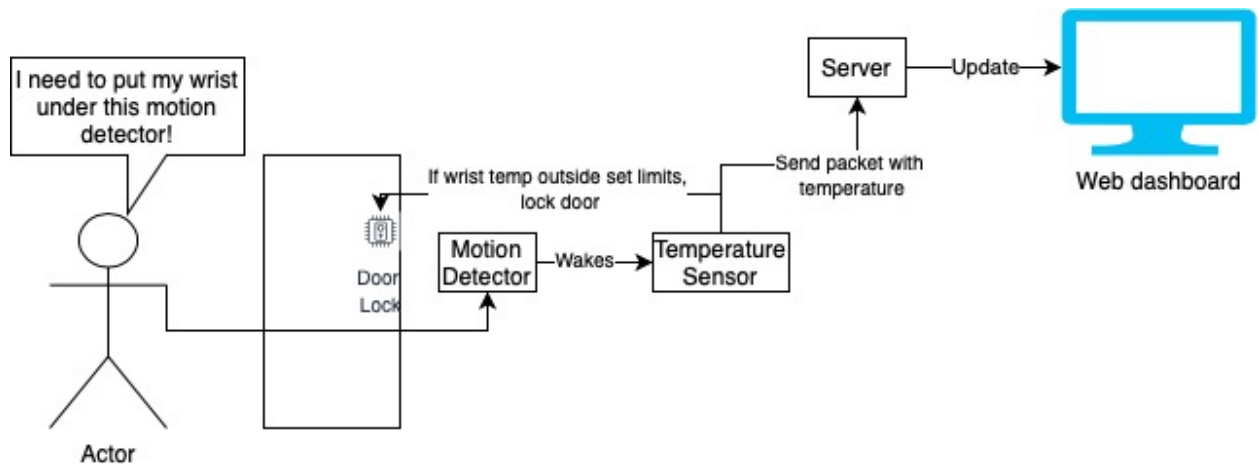 I need to put my wrist
under this motion
detector!
Actor
Door
Lock
If wrist temp outside set limits,
lock door
Motion
Detector
Wakes
Temperature
Sensor
Send packet with
temperature
Server
Update
Web dashboard